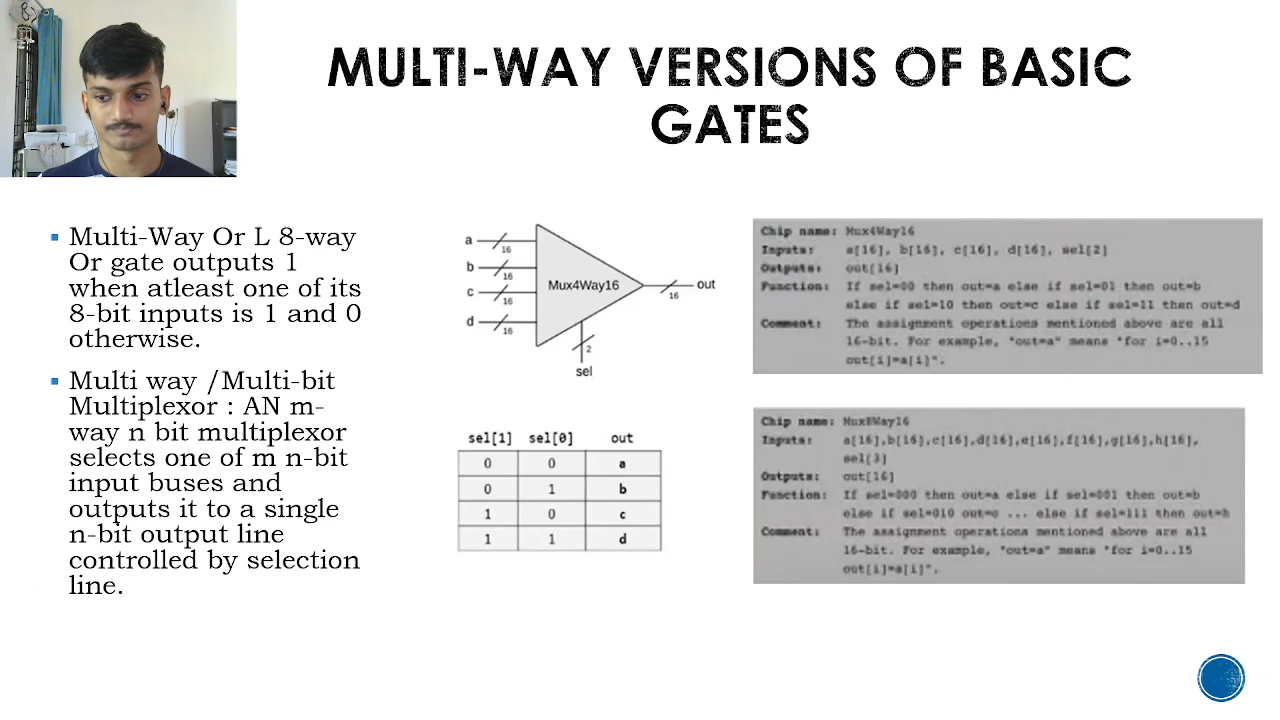 MULTI-WAY VERSIONS OF BASIC
GATES
Multi-Way Or L 8-way
Or gate outputs 1
when atleast one of its
8-bit inputs is 1 and 0
otherwise.
Multi way /Multi-bit
Multiplexor : AN m-
way n bit multiplexor
selects one of m n-bit
input buses and
outputs it to a single
n-bit output line
controlled by selection
line.
a
16
b
16
c
16
d
16
Mux4Way16
16
out
2
sel
sel[1] sel[0] out
0 0 a
0 1 b
1 0 c
1 1 d
Chip name: Mux4Way16
Inputs: a[16], b[16], c[16], d[16], sel[2]
Outputs: out[16]
Function: If sel=00 then out=a else if sel=01 then out=b
else if sel=10 then out=c else if sel=11 then out=d
Comment: The assignment operations mentioned above are all
16-bit. For example, "out=a" means "for i=0..15
out[i]=a[i]".
Chip name: Mux8Way16
Inputs: a[16],b[16],c[16],d[16],e[16],f[16],g[16],h[16],
sel[3]
Outputs: out[16]
Function: If sel=000 then out=a else if sel=001 then out=b
else if sel=010 out=c ... else if sel=111 then out=h
Comment: The assignment operations mentioned above are all
16-bit. For example, "out=a" means "for i=0..15
out[i]=a[i]".